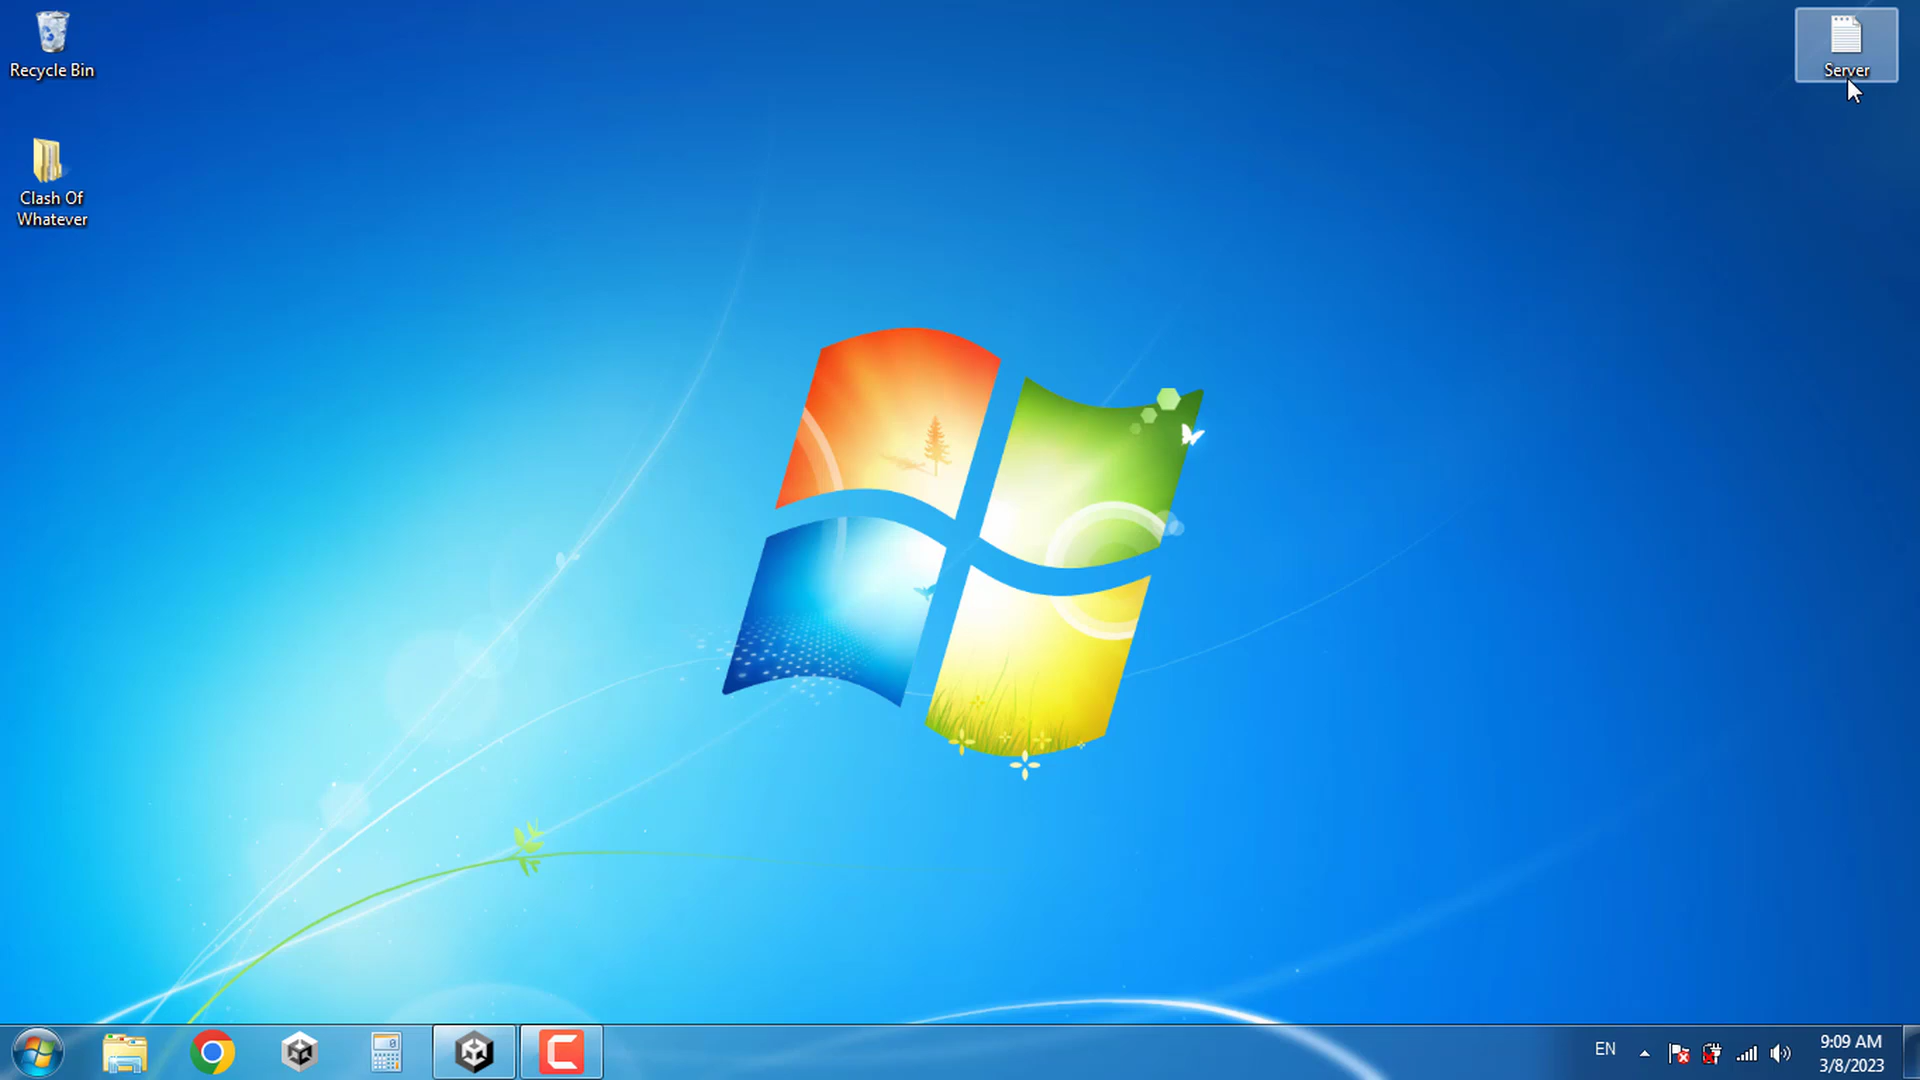 Recycle Bin
Server
Clash Of
Whatever
EN
9:09 AM
3/8/2023